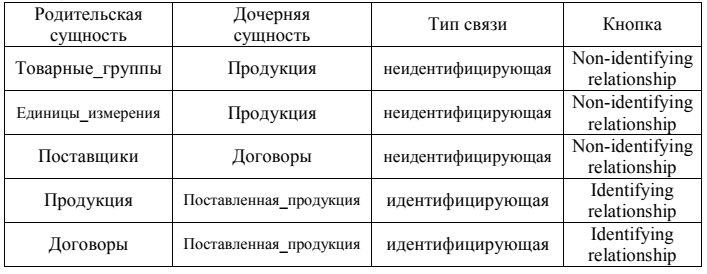 Родительская
сущность
Дочерняя
сущность
Тип связи
Кнопка
Товарные_группы
Продукция
неидентифицирующая
Non-identifying
relationship
Единицы_измерения
Продукция
неидентифицирующая
Non-identifying
relationship
Поставщики
Договоры
неидентифицирующая
Non-identifying
relationship
Продукция
Поставленная_продукция
идентифицирующая
Identifying
relationship
Договоры
Поставленная_продукция
идентифицирующая
Identifying
relationship